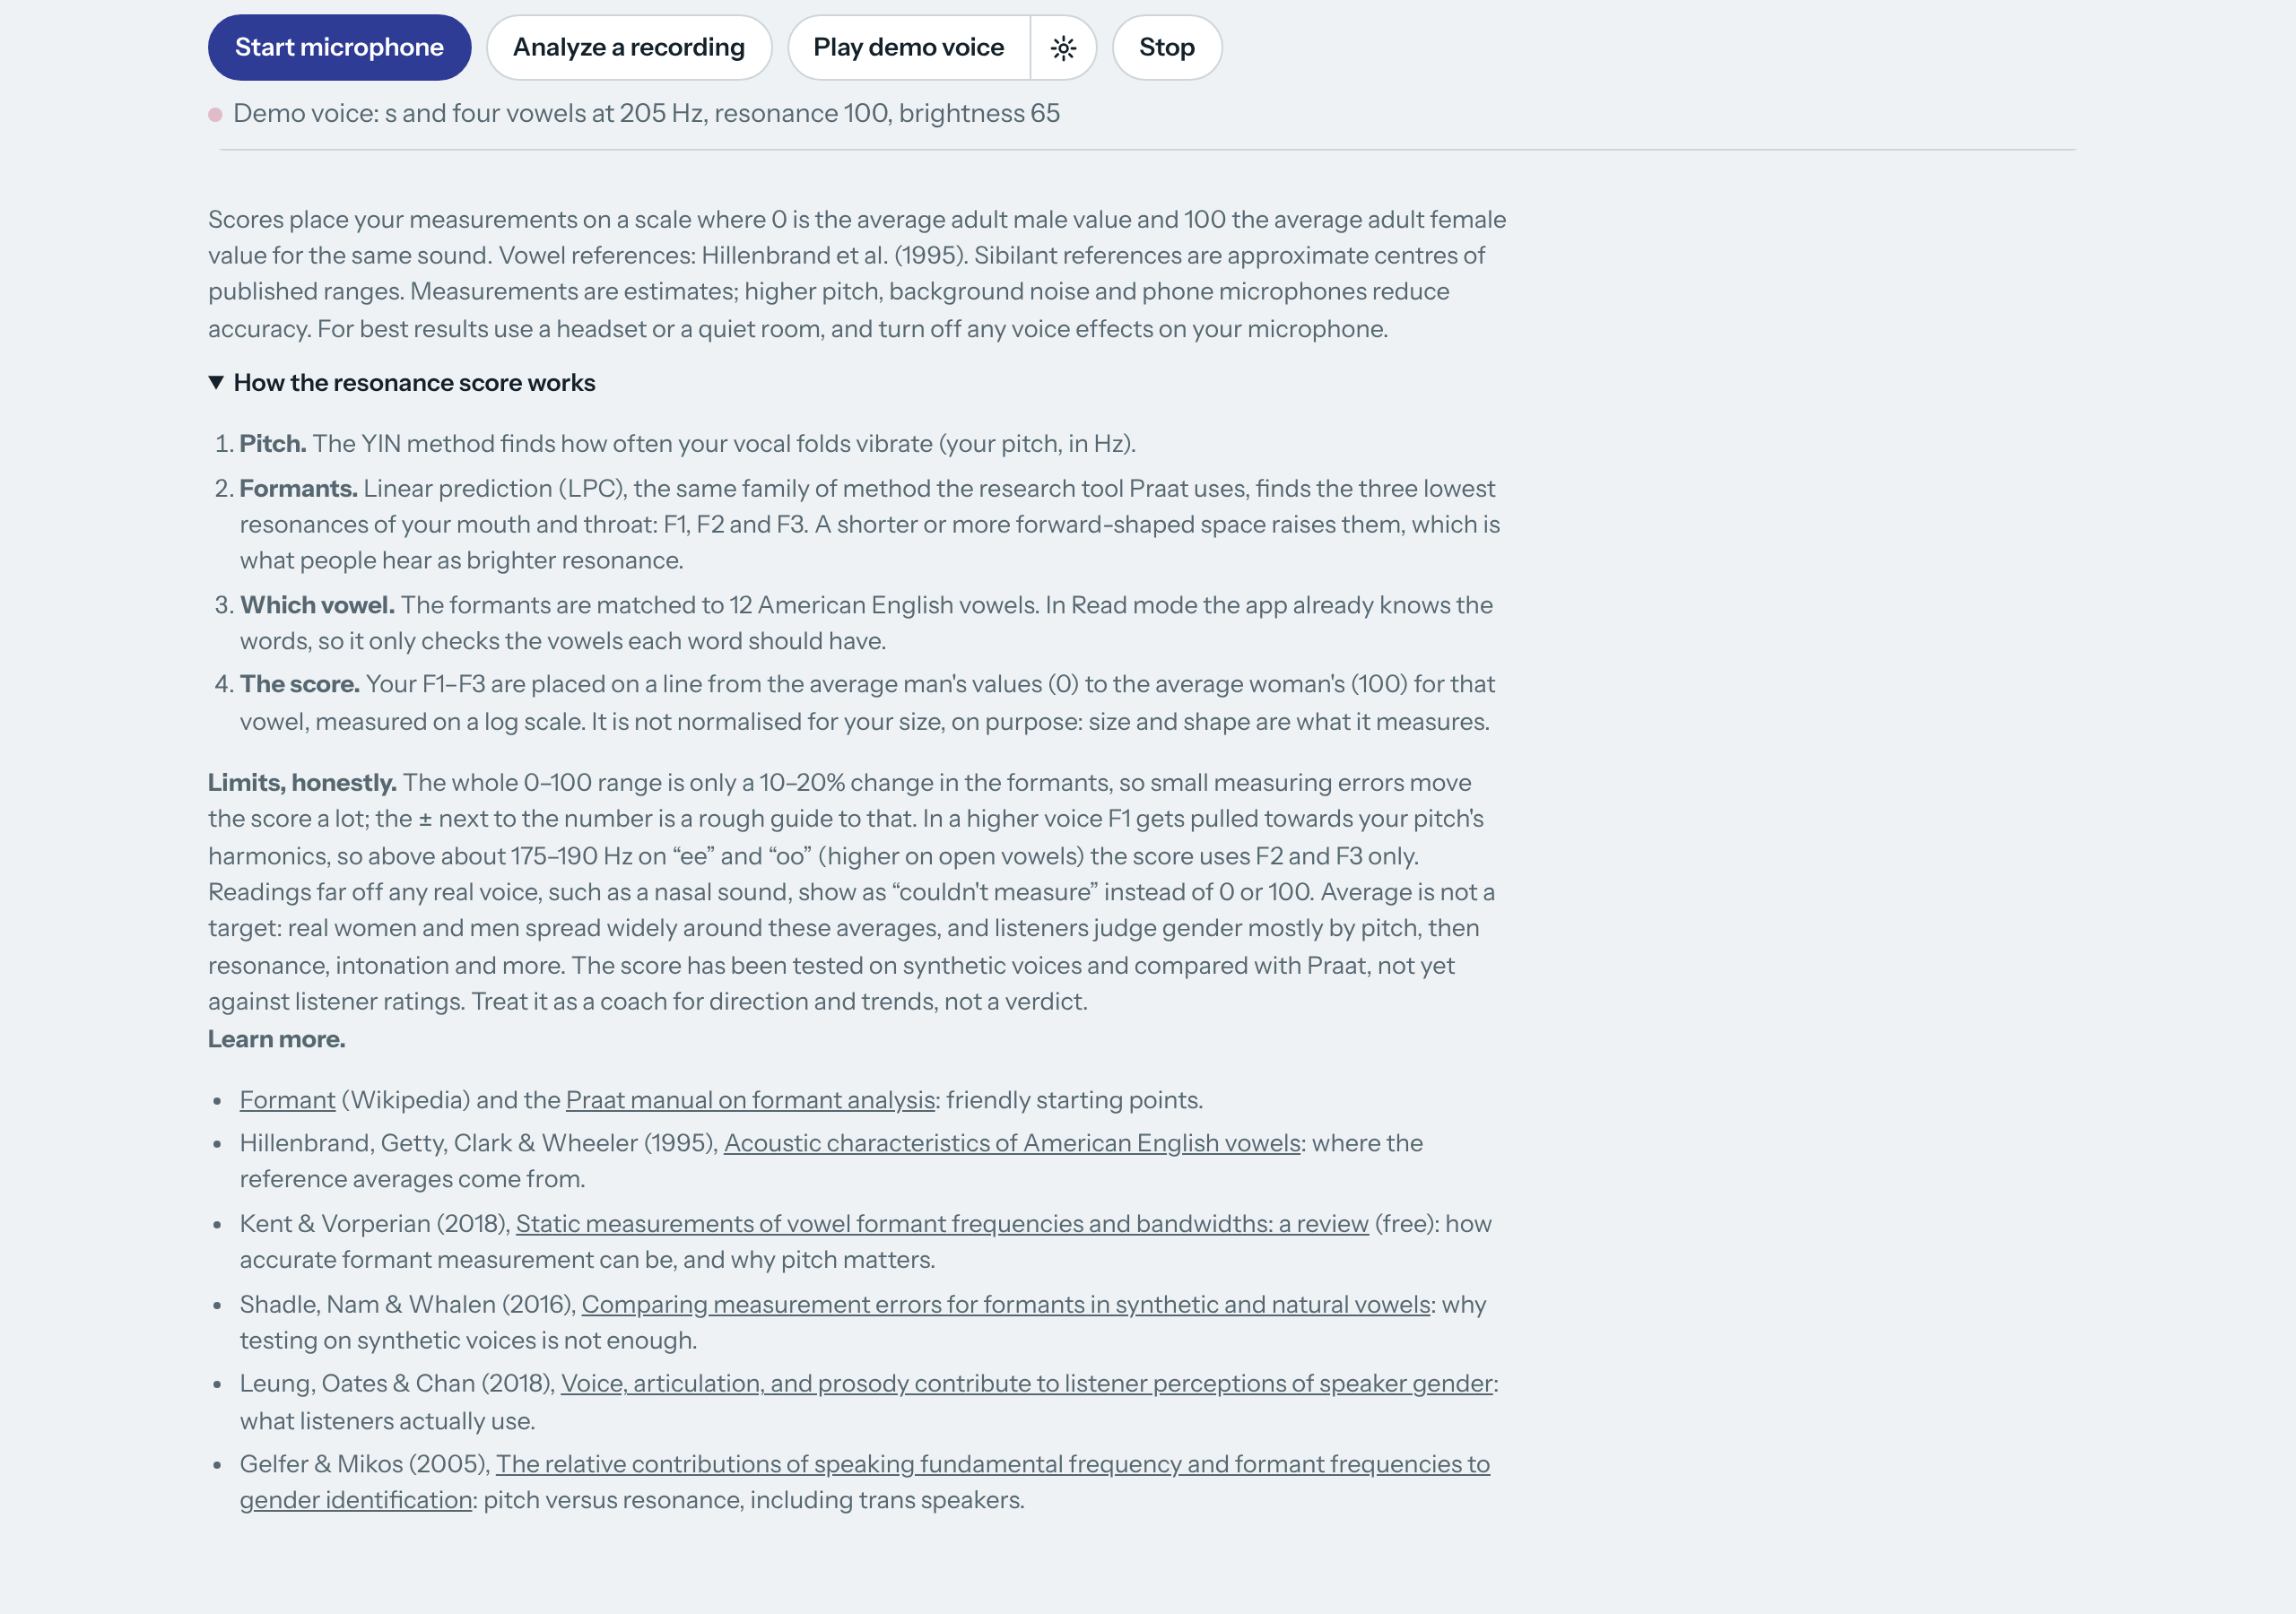 Start microphone Analyze a recording Play demo voice Stop
Demo voice: s and four vowels at 205 Hz, resonance 100, brightness 65
Scores place your measurements on a scale where 0 is the average adult male value and 100 the average adult female
value for the same sound. Vowel references: Hillenbrand et al. (1995). Sibilant references are approximate centres of
published ranges. Measurements are estimates; higher pitch, background noise and phone microphones reduce
accuracy. For best results use a headset or a quiet room, and turn off any voice effects on your microphone.
▼ How the resonance score works
1. Pitch. The YIN method finds how often your vocal folds vibrate (your pitch, in Hz).
2. Formants. Linear prediction (LPC), the same family of method the research tool Praat uses, finds the three lowest
resonances of your mouth and throat: F1, F2 and F3. A shorter or more forward-shaped space raises them, which is
what people hear as brighter resonance.
3. Which vowel. The formants are matched to 12 American English vowels. In Read mode the app already knows the
words, so it only checks the vowels each word should have.
4. The score. Your F1–F3 are placed on a line from the average man's values (0) to the average woman's (100) for that
vowel, measured on a log scale. It is not normalised for your size, on purpose: size and shape are what it measures.
Limits, honestly. The whole 0–100 range is only a 10–20% change in the formants, so small measuring errors move
the score a lot; the ± next to the number is a rough guide to that. In a higher voice F1 gets pulled towards your pitch's
harmonics, so above about 175–190 Hz on “ee” and “oo” (higher on open vowels) the score uses F2 and F3 only.
Readings far off any real voice, such as a nasal sound, show as “couldn't measure” instead of 0 or 100. Average is not a
target: real women and men spread widely around these averages, and listeners judge gender mostly by pitch, then
resonance, intonation and more. The score has been tested on synthetic voices and compared with Praat, not yet
against listener ratings. Treat it as a coach for direction and trends, not a verdict.
Learn more.
• Formant (Wikipedia) and the Praat manual on formant analysis: friendly starting points.
• Hillenbrand, Getty, Clark & Wheeler (1995), Acoustic characteristics of American English vowels: where the
reference averages come from.
• Kent & Vorperian (2018), Static measurements of vowel formant frequencies and bandwidths: a review (free): how
accurate formant measurement can be, and why pitch matters.
• Shadle, Nam & Whalen (2016), Comparing measurement errors for formants in synthetic and natural vowels: why
testing on synthetic voices is not enough.
• Leung, Oates & Chan (2018), Voice, articulation, and prosody contribute to listener perceptions of speaker gender:
what listeners actually use.
• Gelfer & Mikos (2005), The relative contributions of speaking fundamental frequency and formant frequencies to
gender identification: pitch versus resonance, including trans speakers.